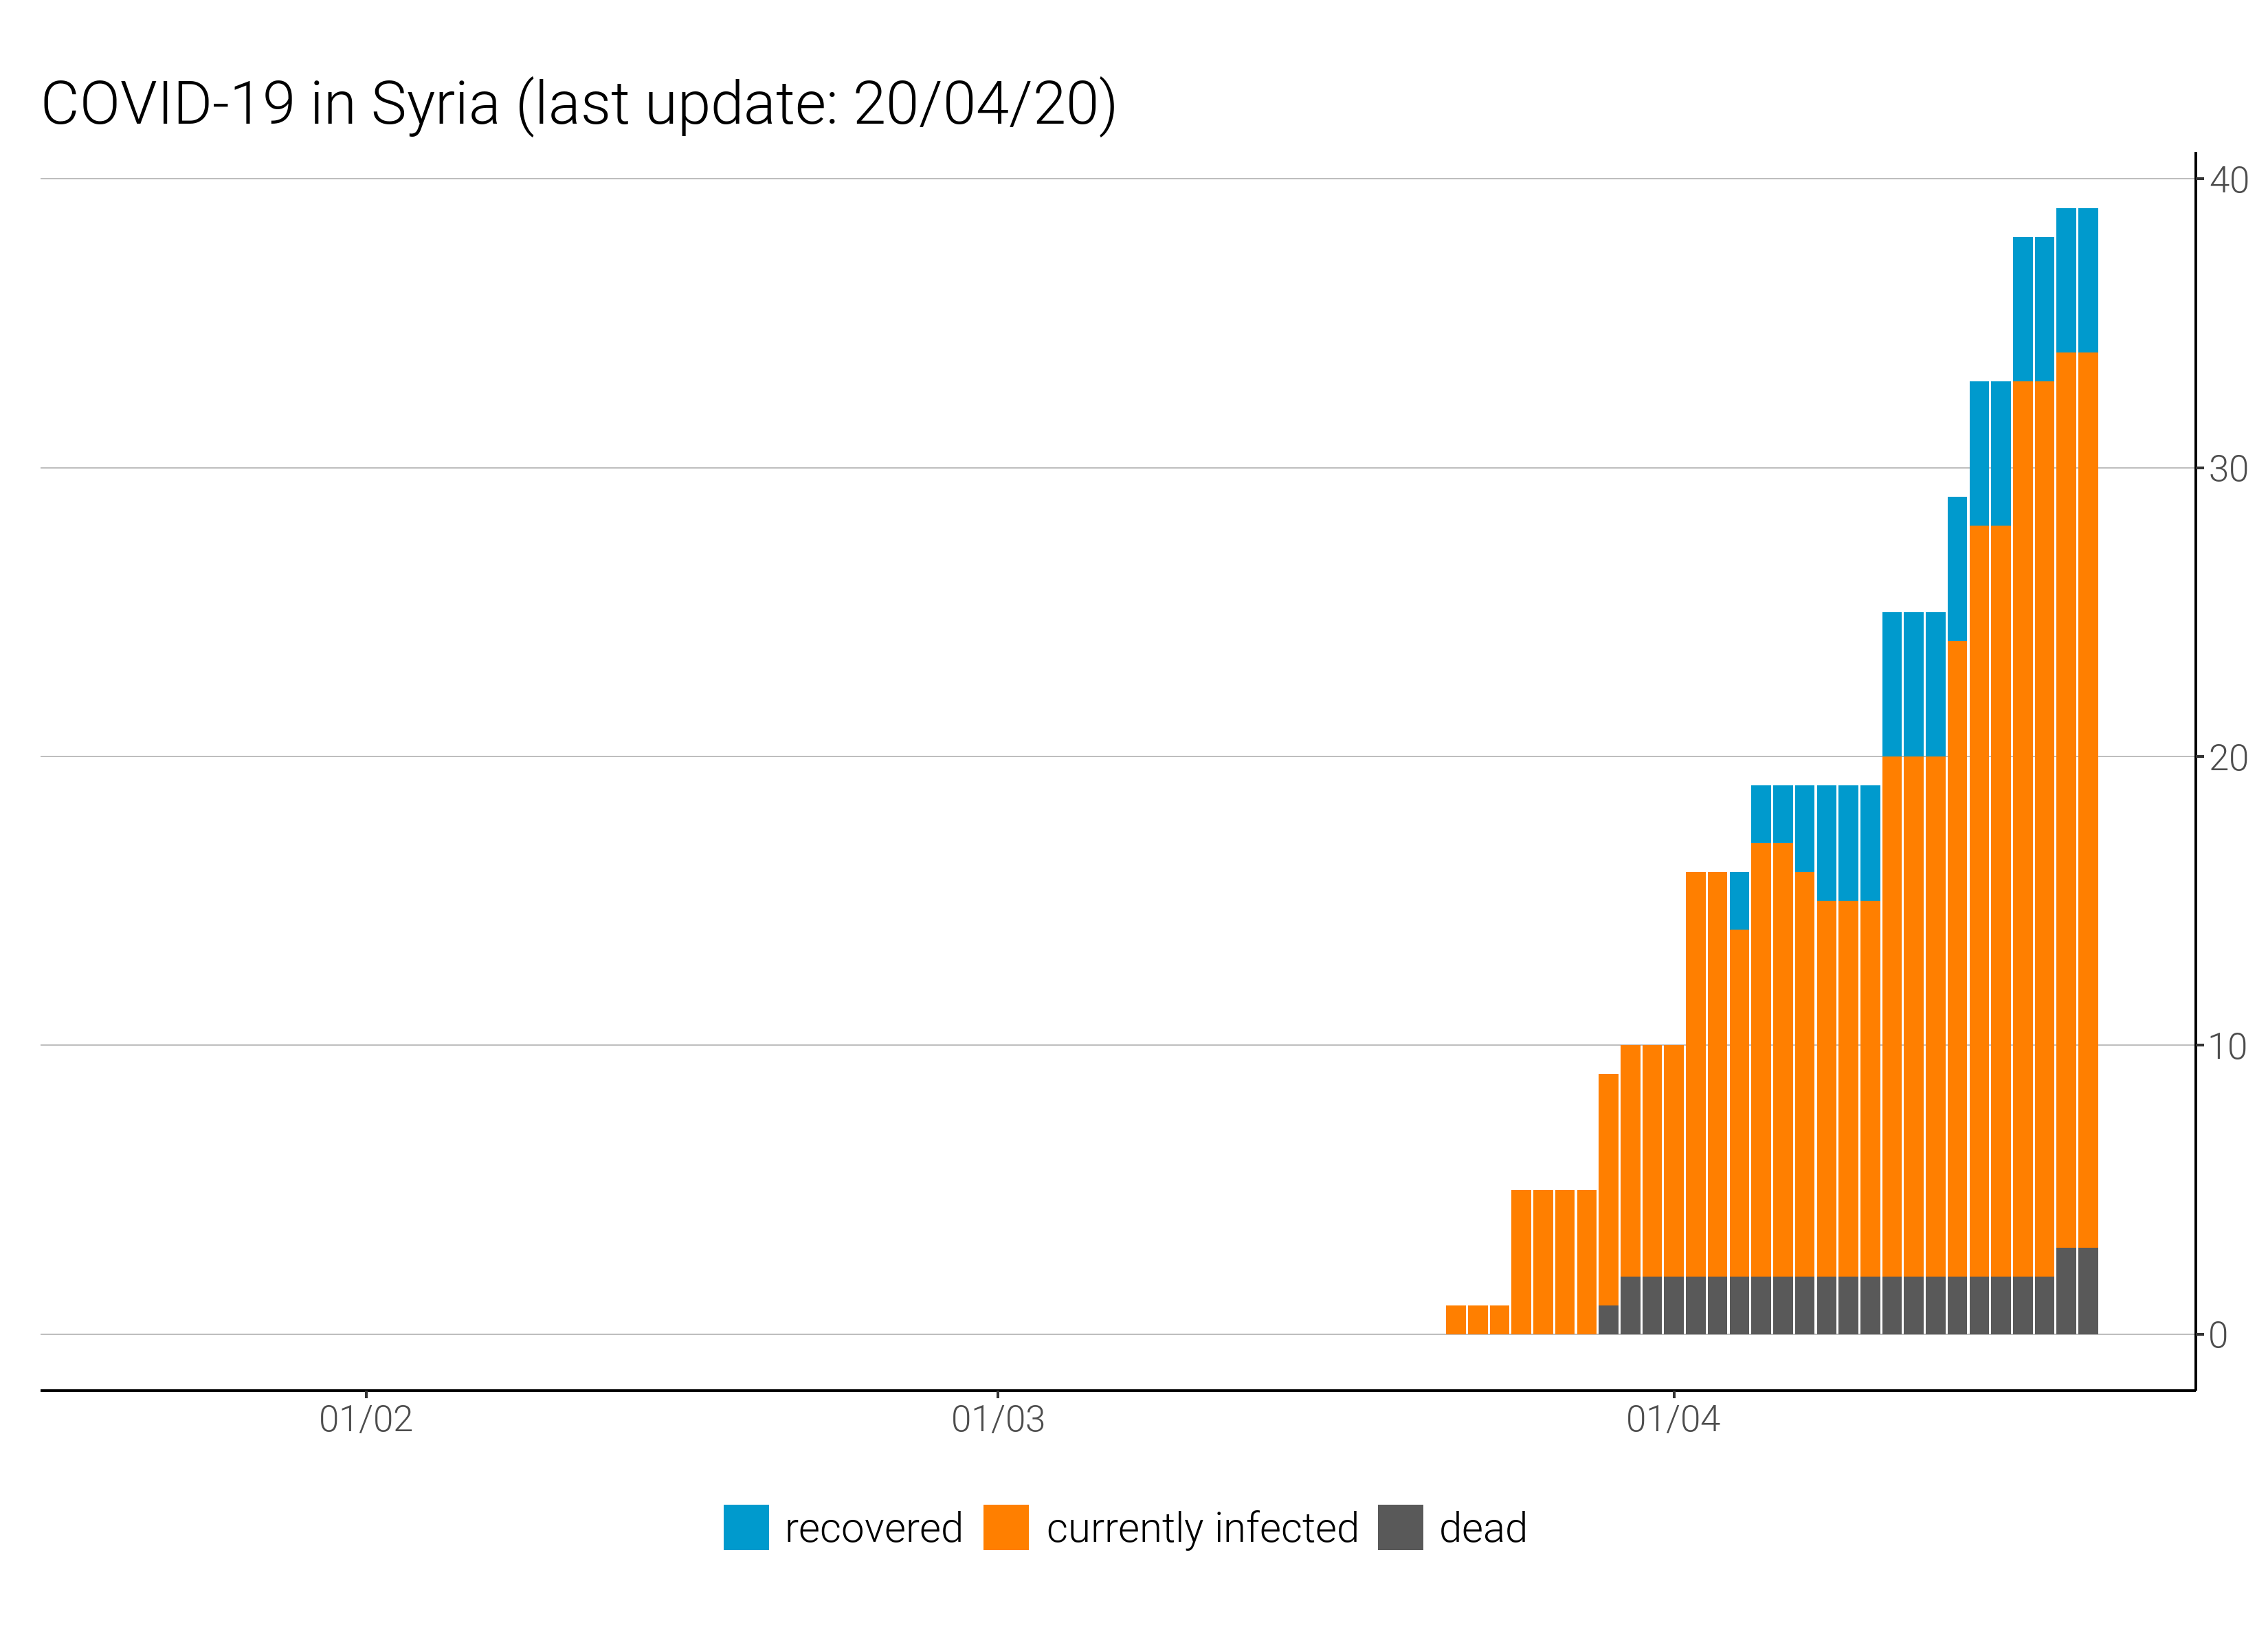 COVID-19 in Syria (last update: 20/04/20)
40
30
20
10
0
01/02 01/03 01/04
recovered currently infected dead